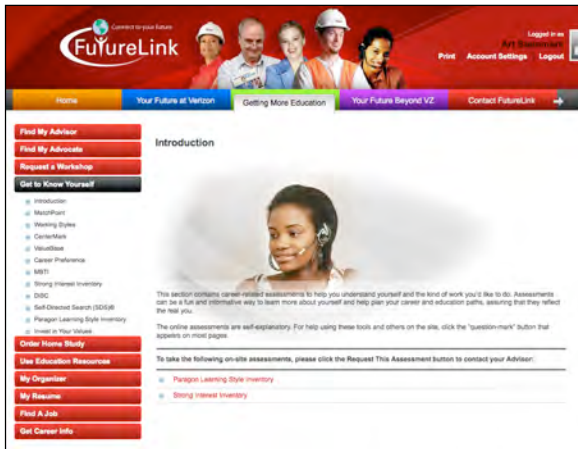 Connect to your Future
FutureLink
Logged in as
Print Account Settings Logout
Home
Your Future at Verizon
Getting More Education
Your Future Beyond VZ
Contact FutureLink
Find My Advisor
Find My Advocate
Request a Workshop
Get to Know Yourself
Introduction
MatchPoint
Working Styles
CenterMark
ValueBase
Career Preference
MBTI
Strong Interest Inventory
DiSC
Self-Directed Search (SDS)®
Paragon Learning Style Inventory
Invest in Your Values
Order Home Study
Use Education Resources
My Organizer
My Resume
Find A Job
Get Career Info
Introduction
This section contains career-related assessments to help you understand yourself and the kind of work you'd like to do. Assessments
can be a fun and informative way to learn more about yourself and help plan your career and education paths, assuring that they reflect
the real you.
The online assessments are self-explanatory. For help using these tools and others on the site, click the "question-mark" button that
appears on most pages.
To take the following on-site assessments, please click the Request This Assessment button to contact your Advisor:
Paragon Learning Style Inventory
Strong Interest Inventory